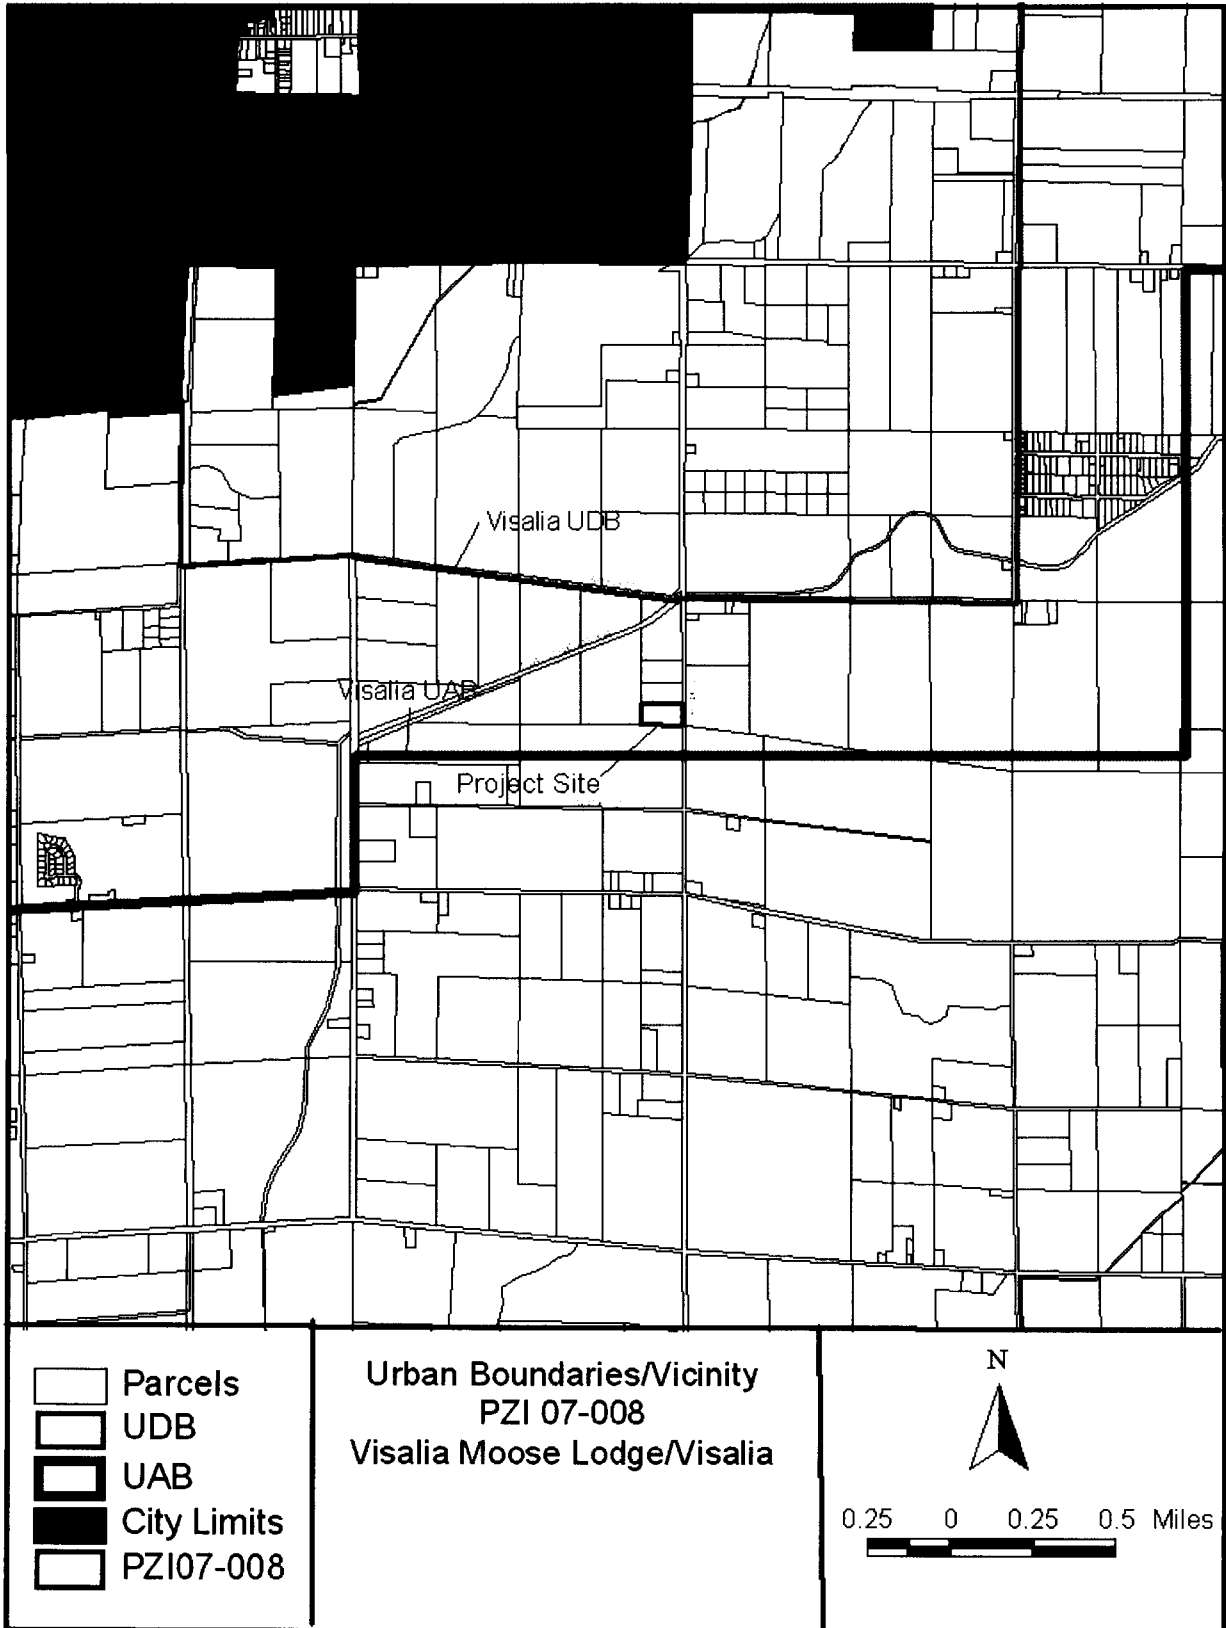 Visalia UDB
Visalia UAB
Project Site
Parcels
UDB
UAB
City Limits
PZI07-008
Urban Boundaries/Vicinity
PZI 07-008
Visalia Moose Lodge/Visalia
N
0.25 0 0.25 0.5 Miles